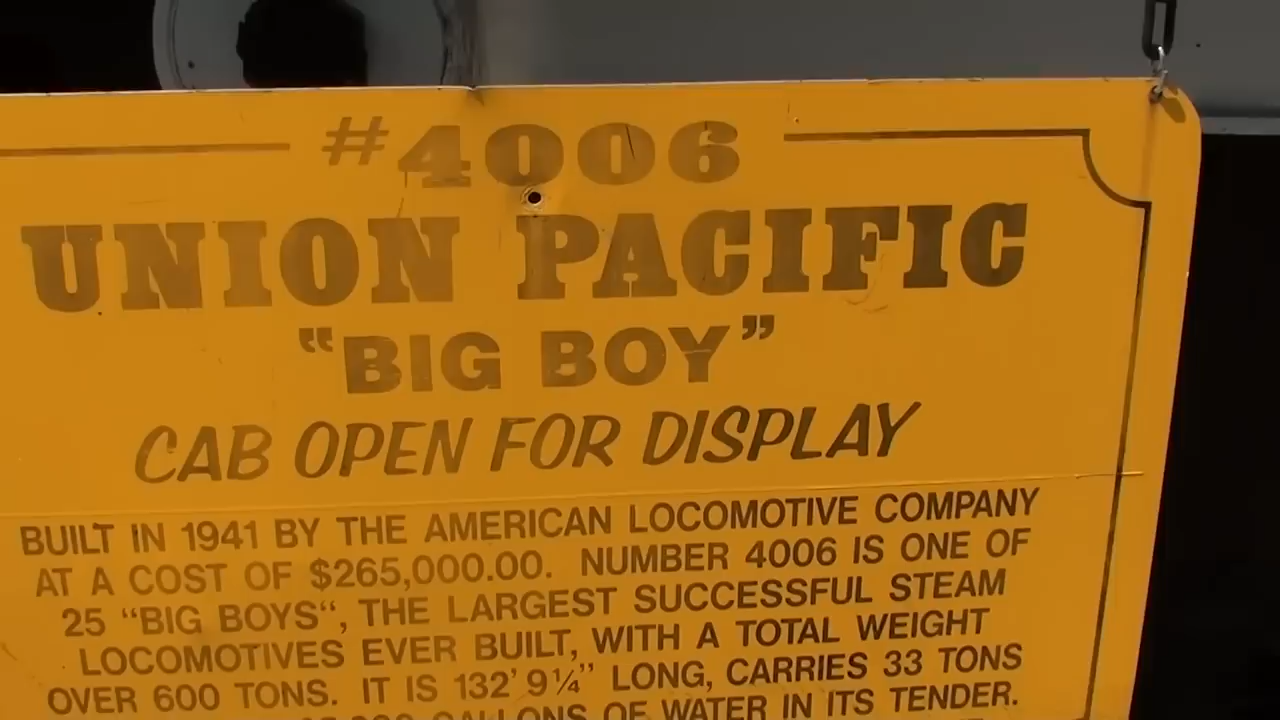 #4006
UNION PACIFIC
"BIG BOY"
CAB OPEN FOR DISPLAY
BUILT IN 1941 BY THE AMERICAN LOCOMOTIVE COMPANY
AT A COST OF $265,000.00. NUMBER 4006 IS ONE OF
25 "BIG BOYS", THE LARGEST SUCCESSFUL STEAM
LOCOMOTIVES EVER BUILT, WITH A TOTAL WEIGHT
OVER 600 TONS. IT IS 132' 9¼" LONG, CARRIES 33 TONS
GALLONS OF WATER IN ITS TENDER.